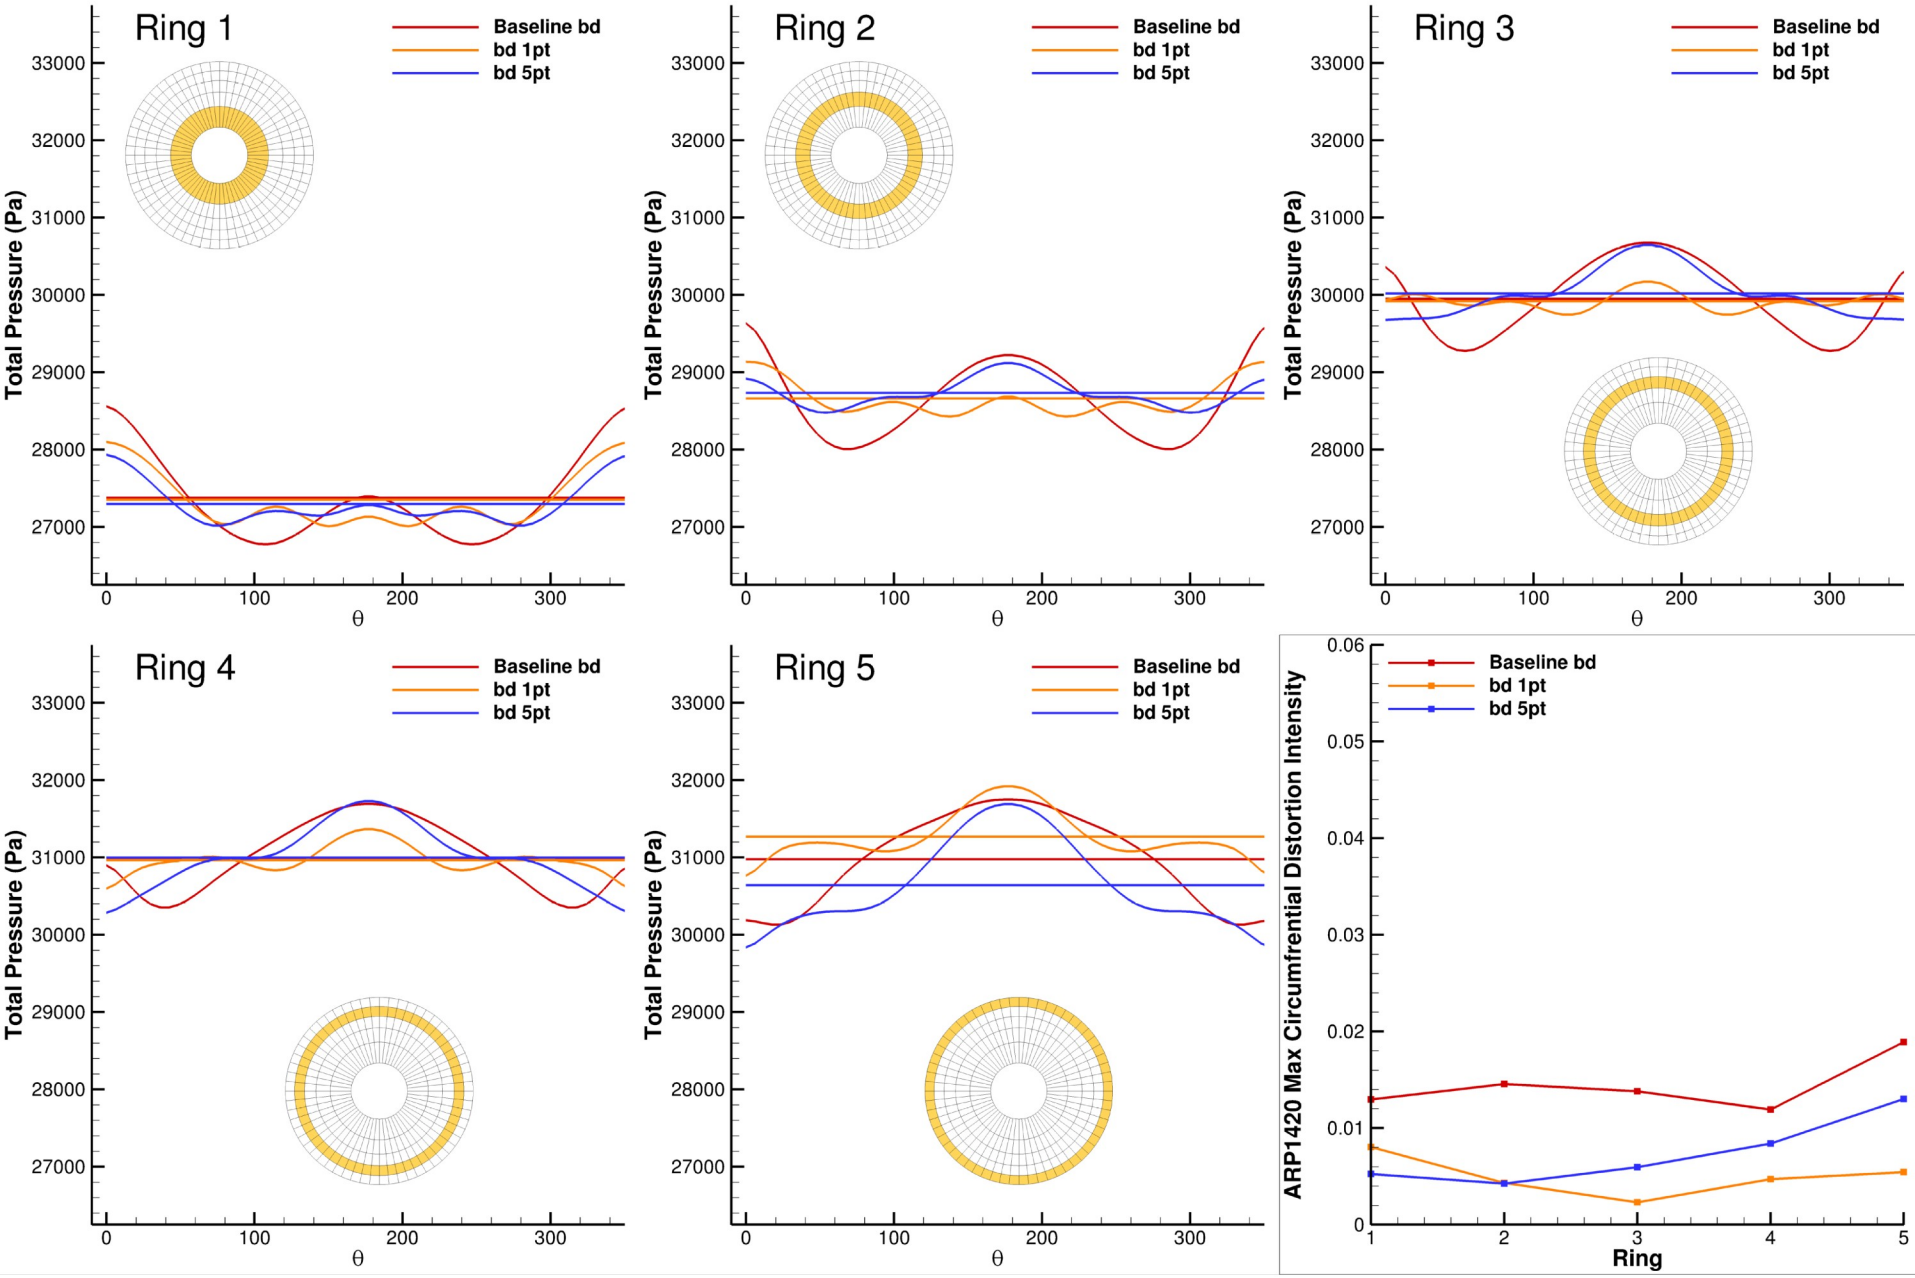 Ring 1
Baseline bd
bd 1pt
bd 5pt
33000
32000
31000
30000
29000
28000
27000
Total Pressure (Pa)
0 100 200 300
θ
Ring 2
Baseline bd
bd 1pt
bd 5pt
33000
32000
31000
30000
29000
28000
27000
Total Pressure (Pa)
0 100 200 300
θ
Ring 3
Baseline bd
bd 1pt
bd 5pt
33000
32000
31000
30000
29000
28000
27000
Total Pressure (Pa)
0 100 200 300
θ
Ring 4
Baseline bd
bd 1pt
bd 5pt
33000
32000
31000
30000
29000
28000
27000
Total Pressure (Pa)
0 100 200 300
θ
Ring 5
Baseline bd
bd 1pt
bd 5pt
33000
32000
31000
30000
29000
28000
27000
Total Pressure (Pa)
0 100 200 300
θ
Baseline bd
bd 1pt
bd 5pt
0.06
0.05
0.04
0.03
0.02
0.01
0
ARP1420 Max Circumfrential Distortion Intensity
1 2 3 4 5
Ring